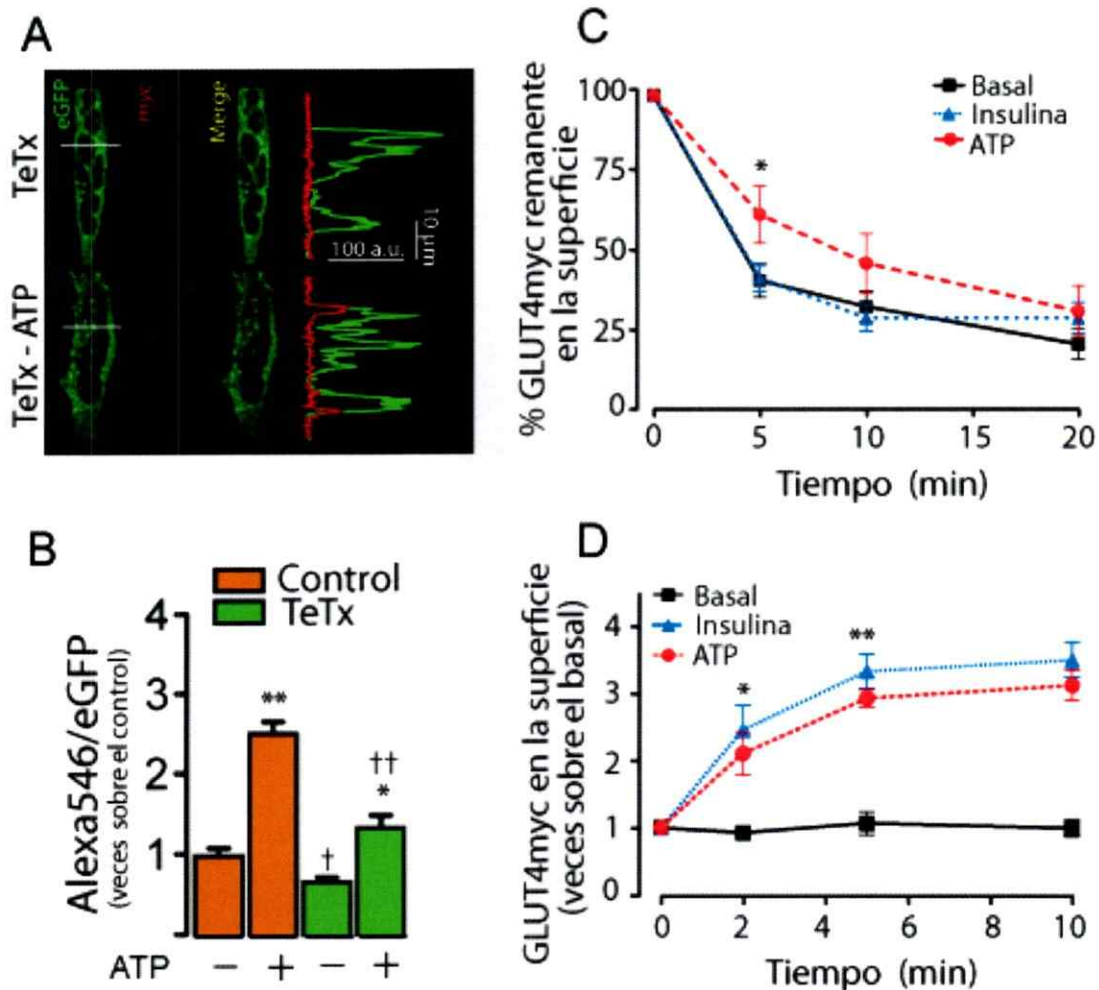 A
eGFP
myc
Merge
TeTx
TeTx - ATP
100 a.u.
10 µm
B
Control
TeTx
Alexa546/eGFP
(veces sobre el control)
4
3
2
1
**
†
††
*
ATP − + − +
C
Basal
Insulina
ATP
% GLUT4myc remanente
en la superficie
100
75
50
25
0
*
0 5 10 15 20
Tiempo (min)
D
Basal
Insulina
ATP
GLUT4myc en la superficie
(veces sobre el basal)
4
3
2
1
0
*
**
0 2 4 6 8 10
Tiempo (min)